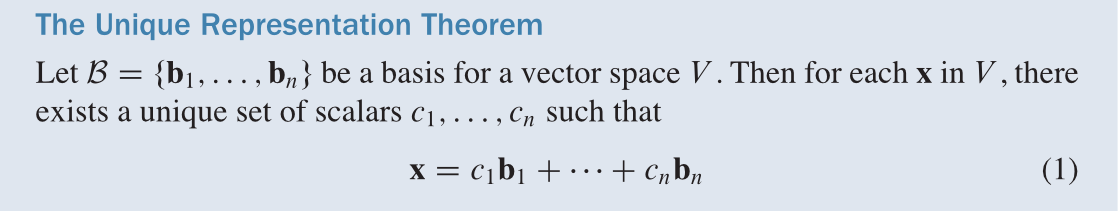 The Unique Representation Theorem
Let ℬ = {b₁, . . . , bₙ} be a basis for a vector space V. Then for each x in V, there
exists a unique set of scalars c₁, . . . , cₙ such that
x = c₁b₁ + · · · + cₙbₙ (1)